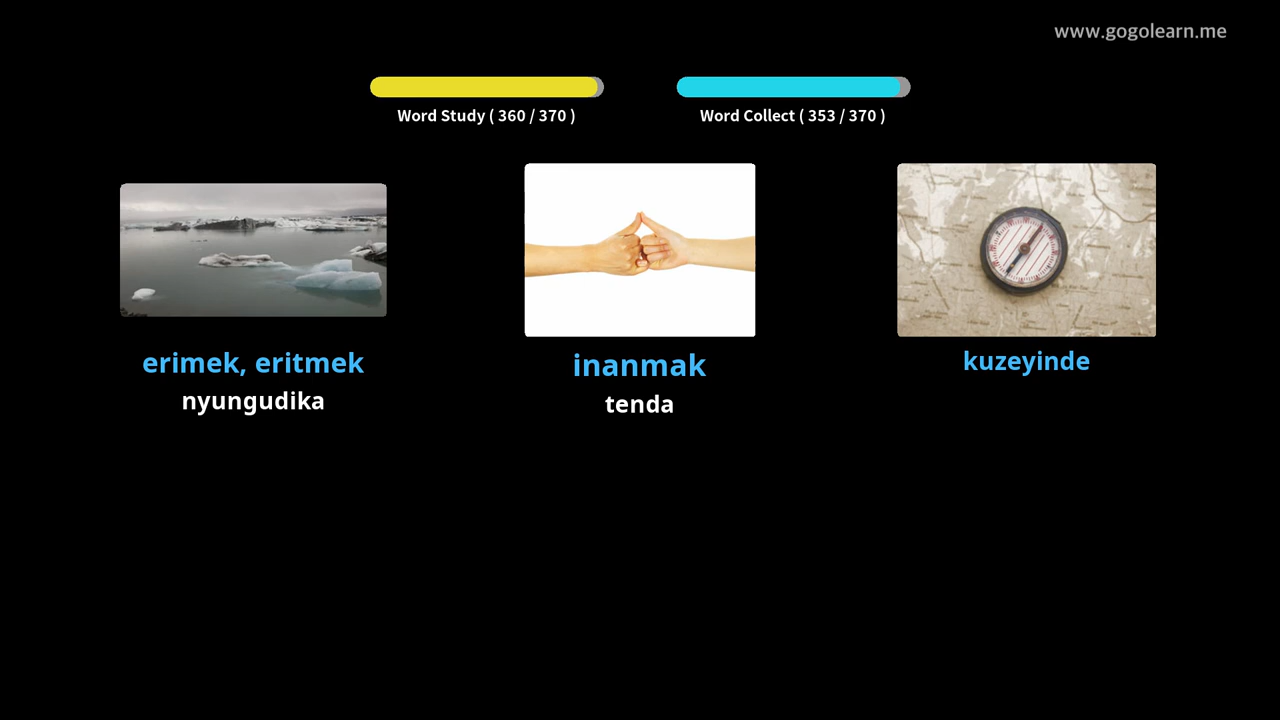 www.gogolearn.me
Word Study ( 360 / 370 )
Word Collect ( 353 / 370 )
erimek, eritmek
nyungudika
inanmak
tenda
kuzeyinde